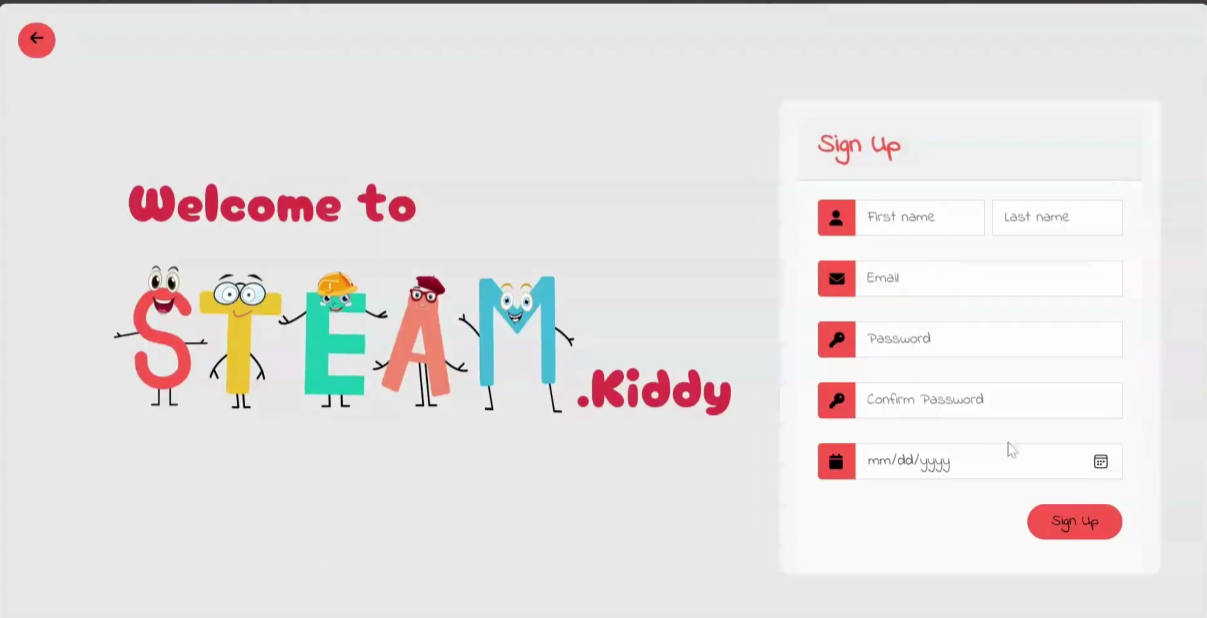 Welcome to
STEAM
.Kiddy
Sign Up
First name
Last name
Email
Password
Confirm Password
mm/dd/yyyy
Sign Up